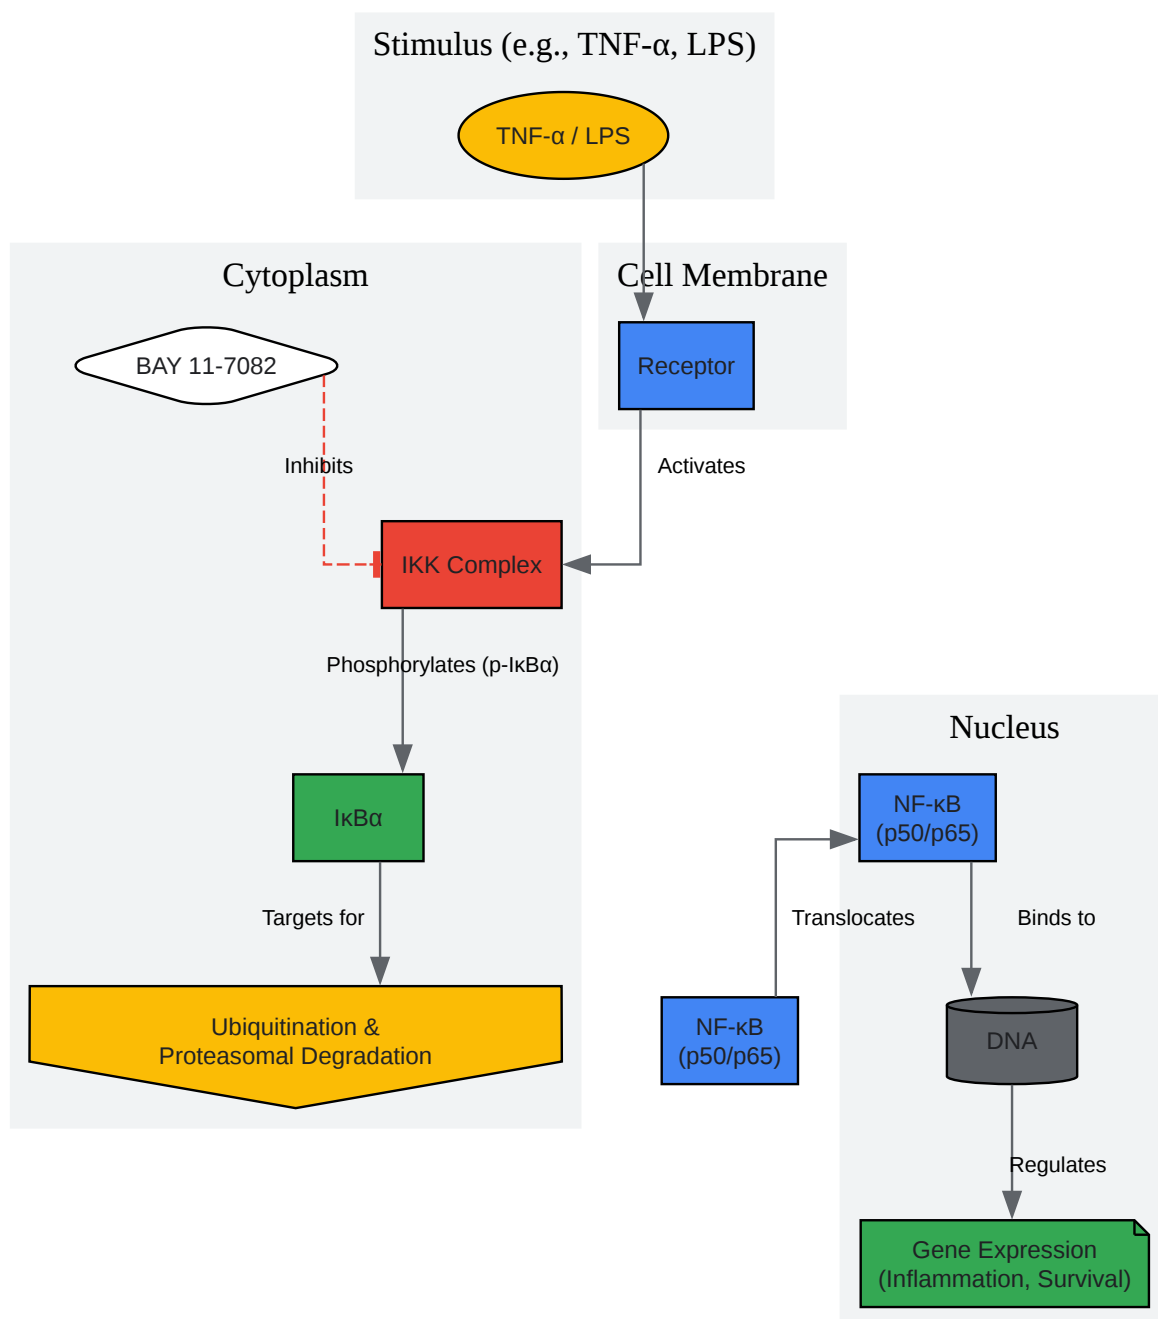 Stimulus (e.g., TNF-α, LPS)
TNF-α / LPS
Cytoplasm
Cell Membrane
BAY 11-7082
Receptor
Inhibits
Activates
IKK Complex
Phosphorylates (p-IκBα)
Nucleus
IκBα
NF-κB
(p50/p65)
Targets for
Translocates
Binds to
Ubiquitination &
Proteasomal Degradation
NF-κB
(p50/p65)
DNA
Regulates
Gene Expression
(Inflammation, Survival)